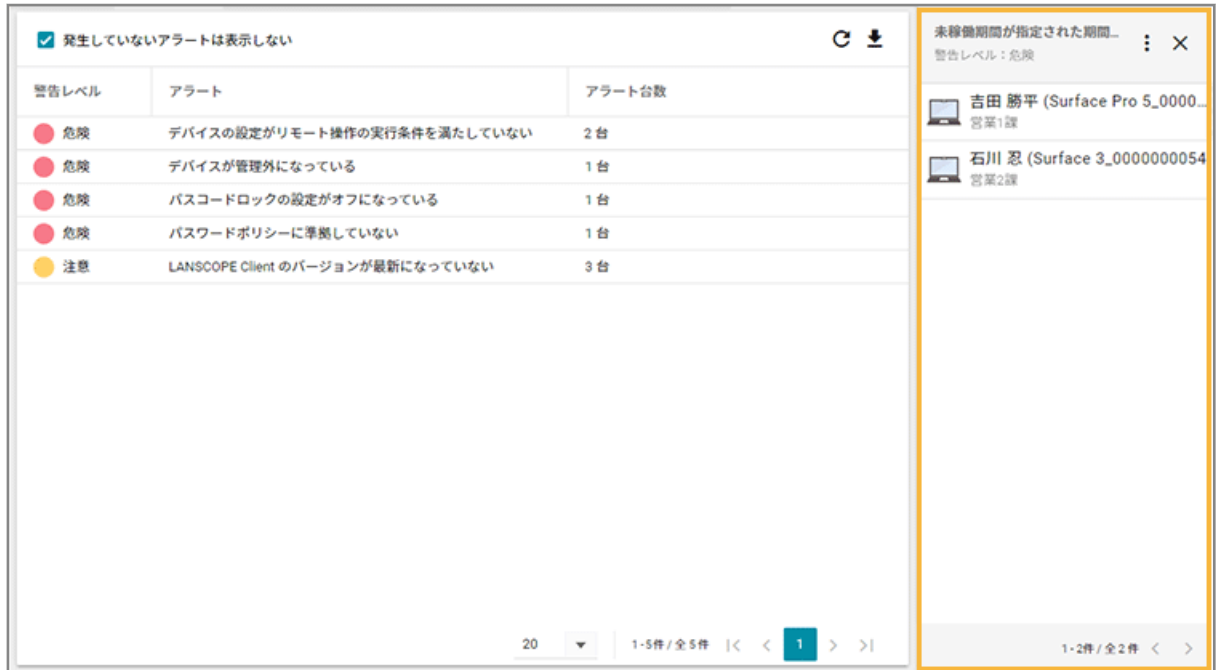 発生していないアラートは表示しない
警告レベル アラート アラート台数
危険 デバイスの設定がリモート操作の実行条件を満たしていない 2 台
危険 デバイスが管理外になっている 1 台
危険 パスコードロックの設定がオフになっている 1 台
危険 パスワードポリシーに準拠していない 1 台
注意 LANSCOPE Client のバージョンが最新になっていない 3 台
20 1-5件 / 全 5件 |< < 1 > >|
未稼働期間が指定された期間...
警告レベル：危険
吉田 勝平 (Surface Pro 5_0000...
営業1課
石川 忍 (Surface 3_0000000054
営業2課
1-2件 / 全 2件 < >